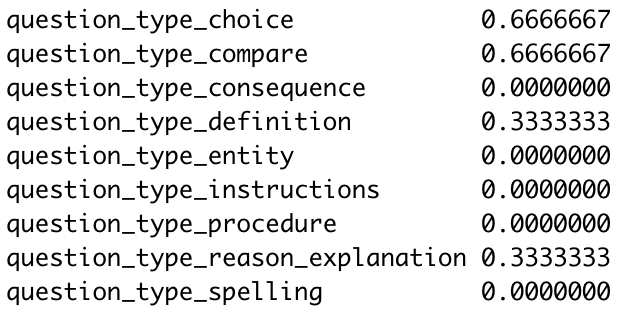 question_type_choice 0.6666667
question_type_compare 0.6666667
question_type_consequence 0.0000000
question_type_definition 0.3333333
question_type_entity 0.0000000
question_type_instructions 0.0000000
question_type_procedure 0.0000000
question_type_reason_explanation 0.3333333
question_type_spelling 0.0000000